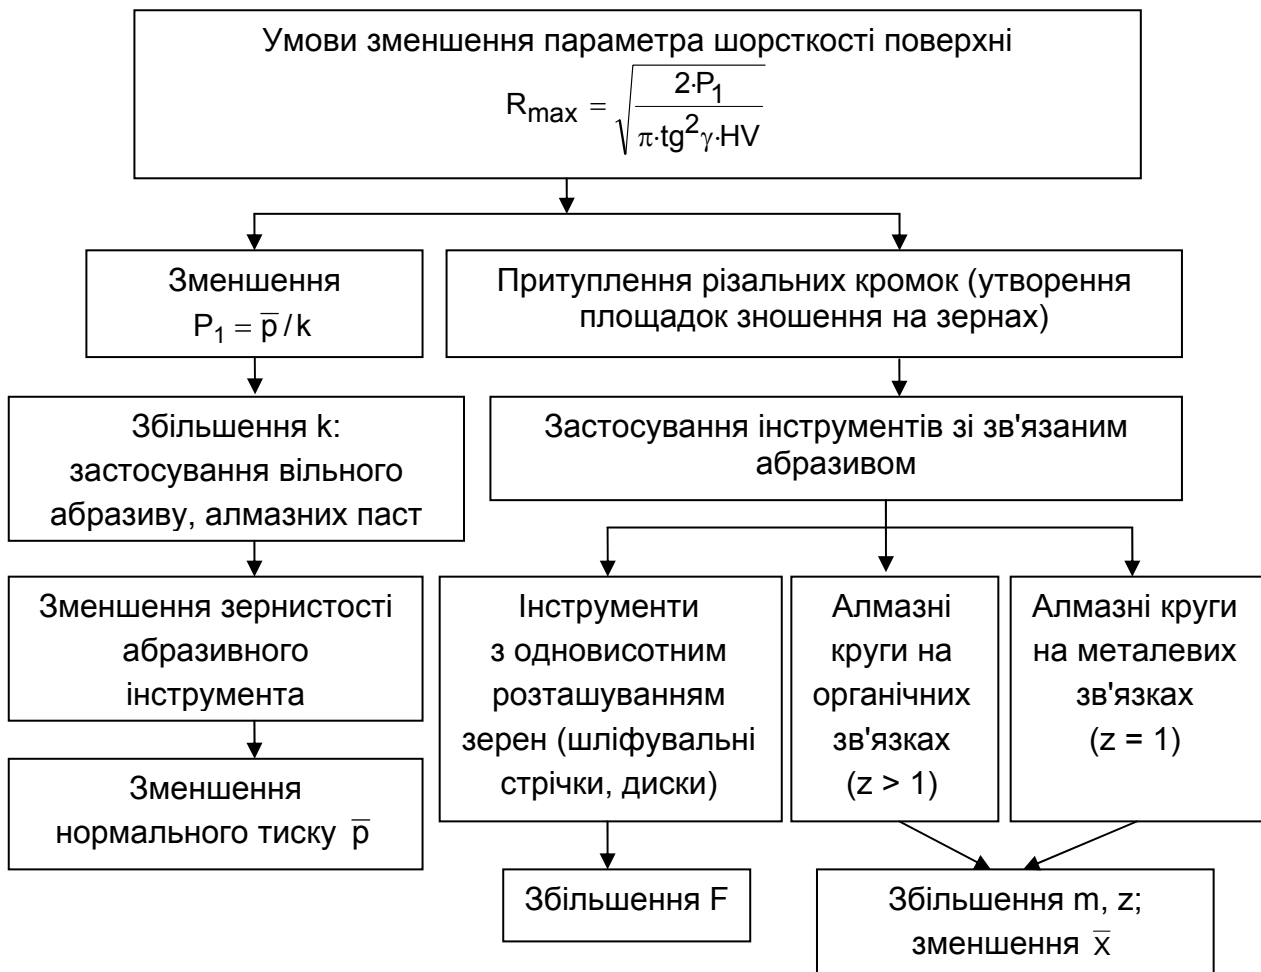 Умови зменшення параметра шорсткості поверхні
R_max = √(2·P₁ / (π·tg²γ·HV))
Зменшення
P₁ = p̅ / k
Притуплення різальних кромок (утворення
площадок зношення на зернах)
Збільшення k:
застосування вільного
абразиву, алмазних паст
Застосування інструментів зі зв'язаним
абразивом
Зменшення зернистості
абразивного
інструмента
Інструменти
з одновисотним
розташуванням
зерен (шліфувальні
стрічки, диски)
Алмазні
круги на
органічних
зв'язках
(z > 1)
Алмазні круги
на металевих
зв'язках
(z = 1)
Зменшення
нормального тиску p̅
Збільшення F
Збільшення m, z;
зменшення x̅